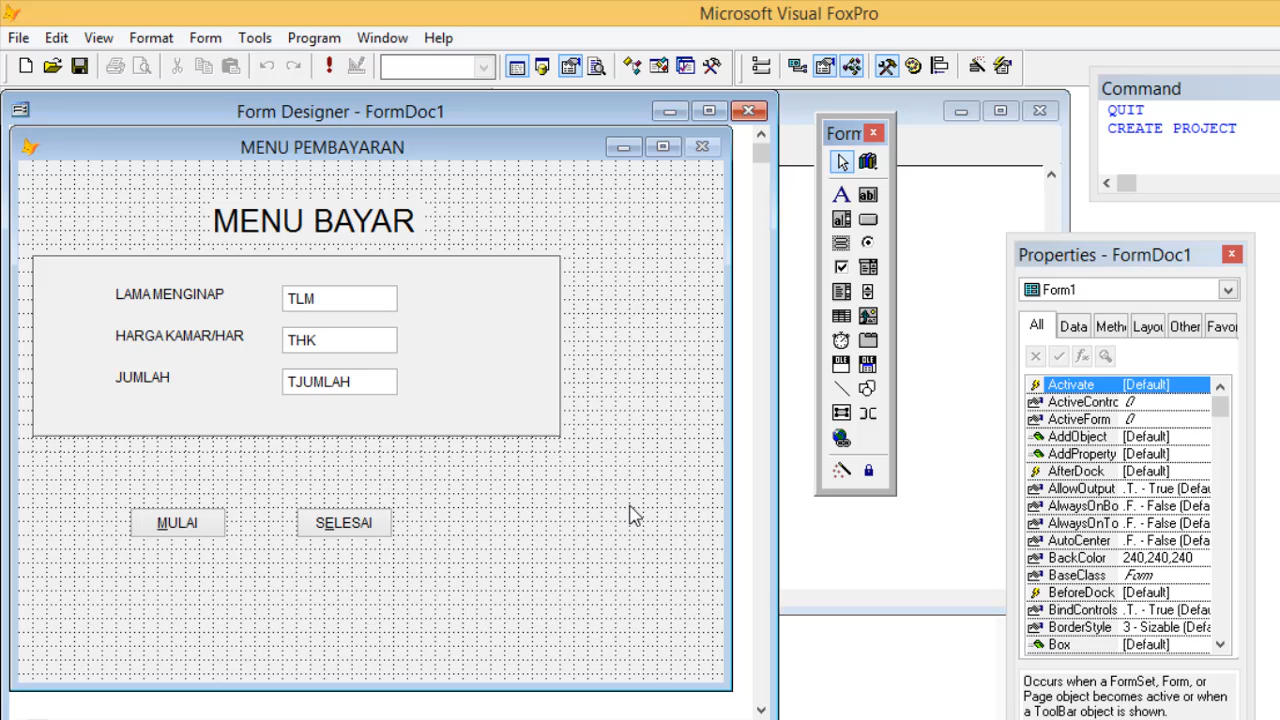 Microsoft Visual FoxPro
File Edit View Format Form Tools Program Window Help
Form Designer - FormDoc1
MENU PEMBAYARAN
MENU BAYAR
LAMA MENGINAP TLM
HARGA KAMAR/HAR THK
JUMLAH TJUMLAH
MULAI SELESAI
Form
Command
QUIT
CREATE PROJECT
Properties - FormDoc1
Form1
All Data Meth Layou Other Favor
Activate [Default]
ActiveContro
ActiveForm
AddObject [Default]
AddProperty [Default]
AfterDock [Default]
AllowOutput .T. - True (Defau
AlwaysOnBo .F. - False (Defa
AlwaysOnTo .F. - False (Defa
AutoCenter .F. - False (Defa
BackColor 240,240,240
BaseClass Form
BeforeDock [Default]
BindControls .T. - True (Defau
BorderStyle 3 - Sizable (Defa
Box [Default]
Occurs when a FormSet, Form, or
Page object becomes active or when
a ToolBar object is shown.